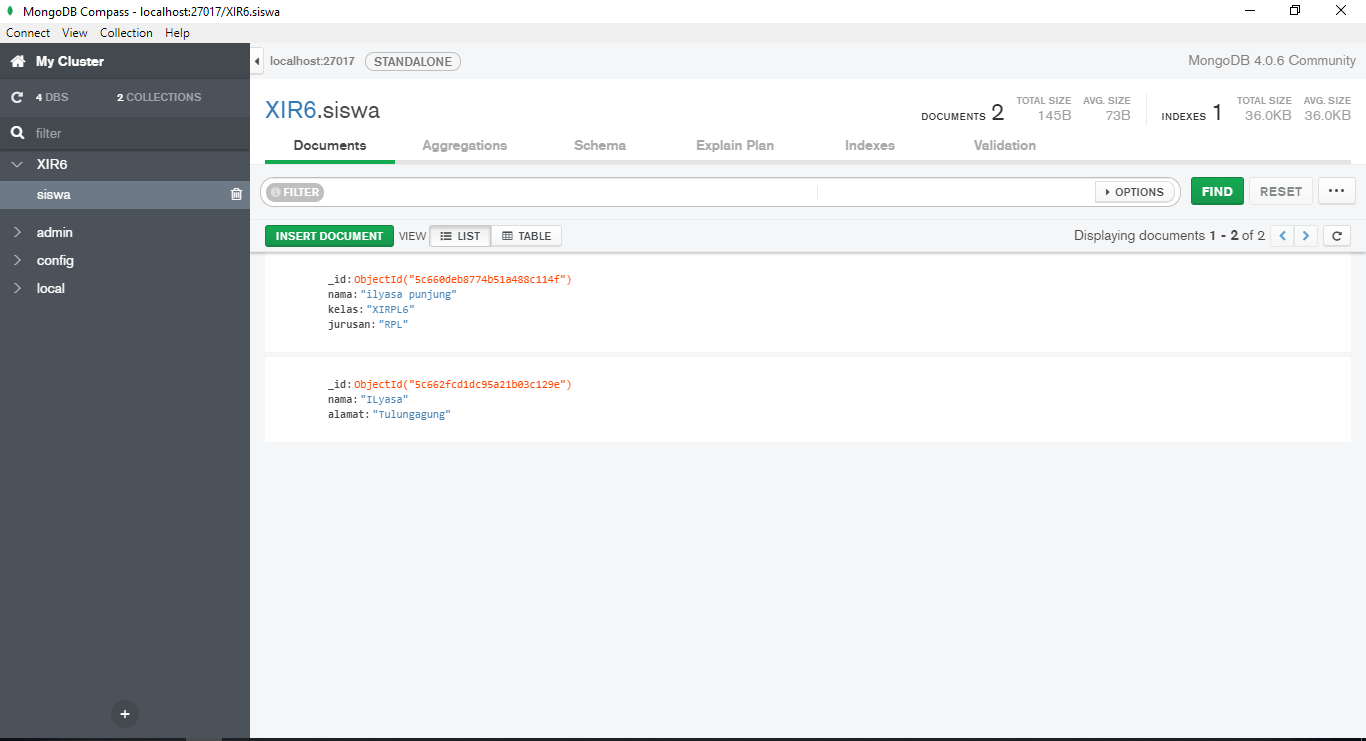 MongoDB Compass - localhost:27017/XIR6.siswa
Connect View Collection Help
My Cluster
localhost:27017 STANDALONE
MongoDB 4.0.6 Community
4 DBS 2 COLLECTIONS
filter
XIR6
siswa
admin
config
local
XIR6.siswa
DOCUMENTS 2 TOTAL SIZE 145B AVG. SIZE 73B INDEXES 1 TOTAL SIZE 36.0KB AVG. SIZE 36.0KB
Documents Aggregations Schema Explain Plan Indexes Validation
FILTER OPTIONS FIND RESET ...
INSERT DOCUMENT VIEW LIST TABLE Displaying documents 1 - 2 of 2
_id: ObjectId("5c660deb8774b51a488c114f")
nama: "ilyasa punjung"
kelas: "XIRPL6"
jurusan: "RPL"
_id: ObjectId("5c662fcd1dc95a21b03c129e")
nama: "ILyasa"
alamat: "Tulungagung"